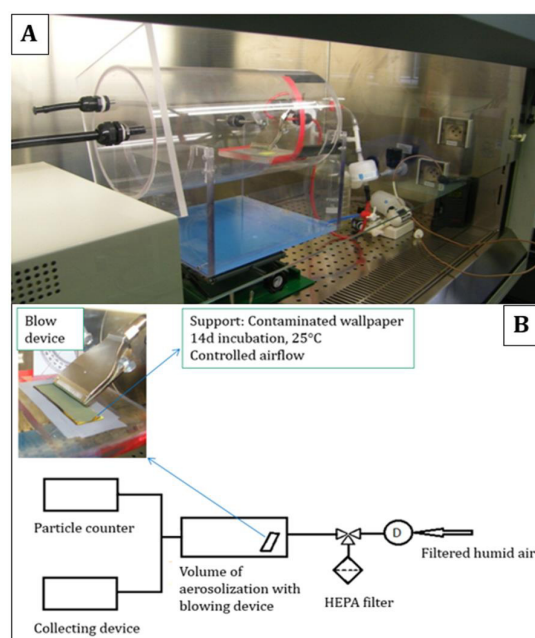 A
B
Blow
device
Support: Contaminated wallpaper
14d incubation, 25°C
Controlled airflow
Particle counter
Collecting device
Volume of
aerosolization with
blowing device
HEPA filter
D
Filtered humid air